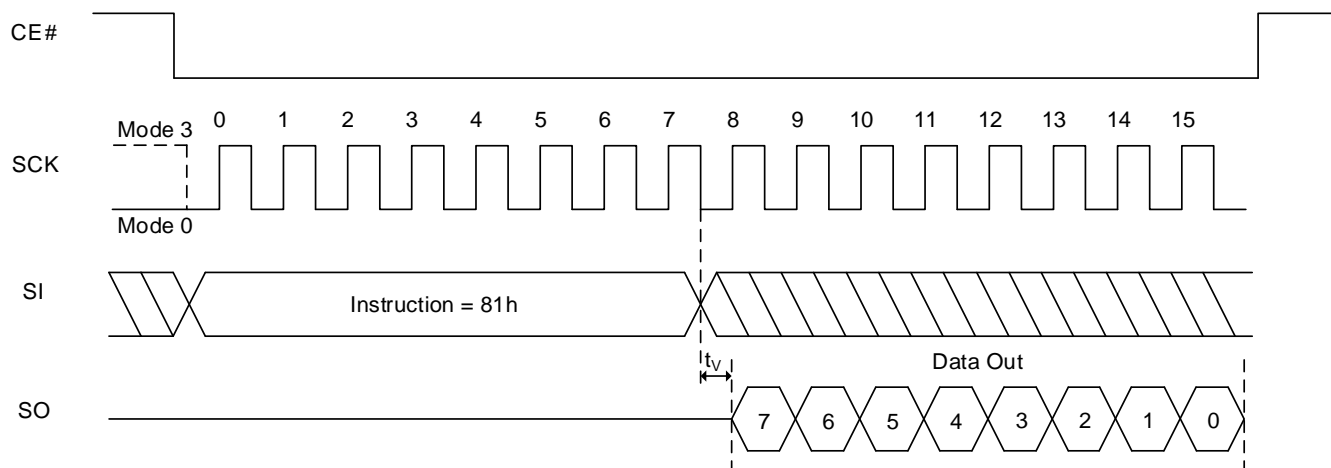 CE#
0 1 2 3 4 5 6 7 8 9 10 11 12 13 14 15
Mode 3
SCK
Mode 0
SI
Instruction = 81h
tV
Data Out
SO
7 6 5 4 3 2 1 0